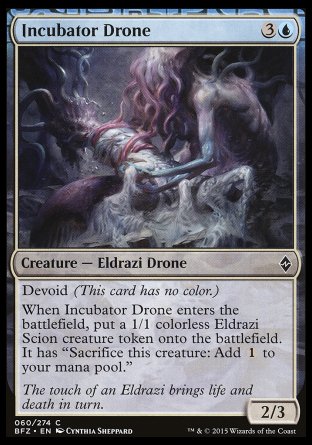 Incubator Drone 3
Creature — Eldrazi Drone
Devoid (This card has no color.)
When Incubator Drone enters the
battlefield, put a 1/1 colorless Eldrazi
Scion creature token onto the battlefield.
It has “Sacrifice this creature: Add 1 to
your mana pool.”
The touch of an Eldrazi brings life and
death in turn.
2/3
060/274 C
BFZ • EN Cynthia Sheppard ™ & © 2015 Wizards of the Coast